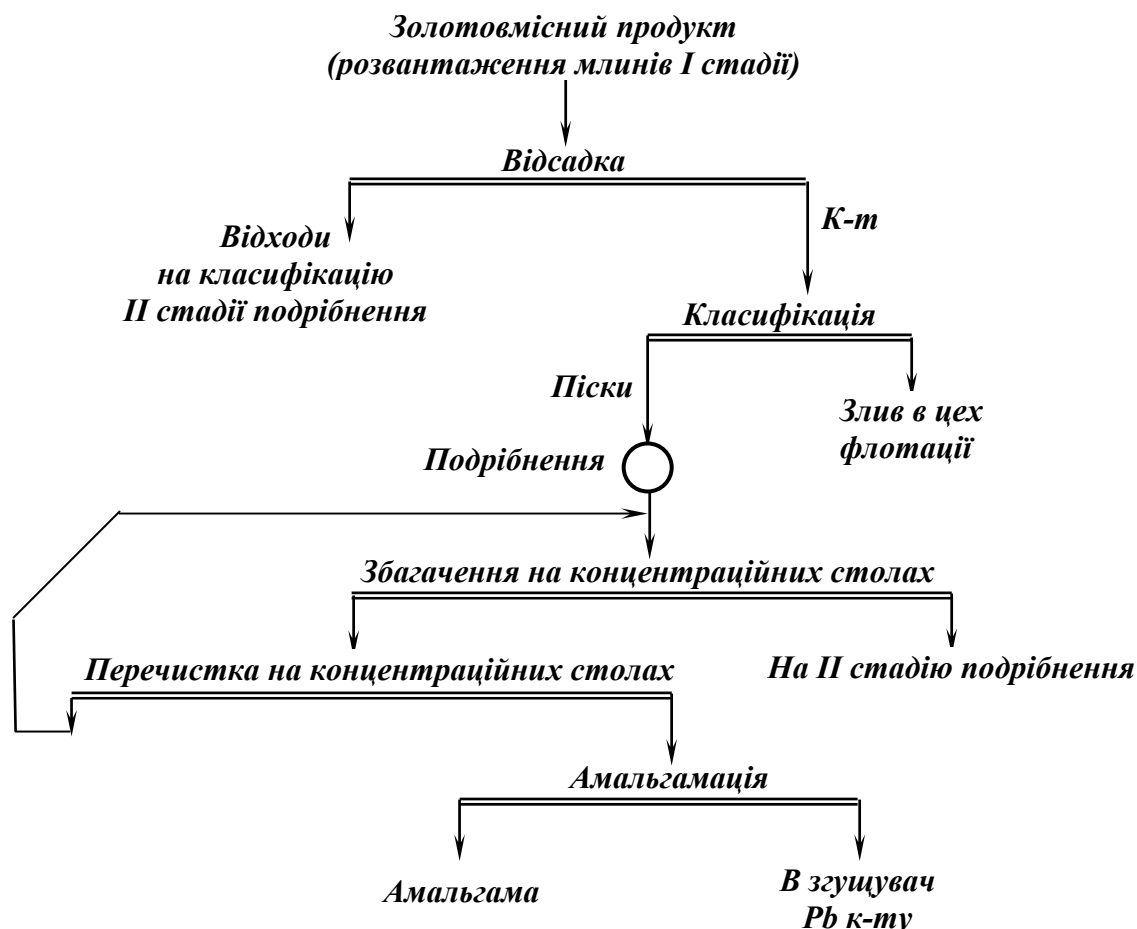 Золотовмісний продукт
(розвантаження млинів І стадії)
Відсадка
К-т
Відходи
на класифікацію
ІІ стадії подрібнення
Класифікація
Піски
Злив в цех
флотації
Подрібнення
Збагачення на концентраційних столах
Перечистка на концентраційних столах
На ІІ стадію подрібнення
Амальгамація
Амальгама
В згущувач
Pb к-ту